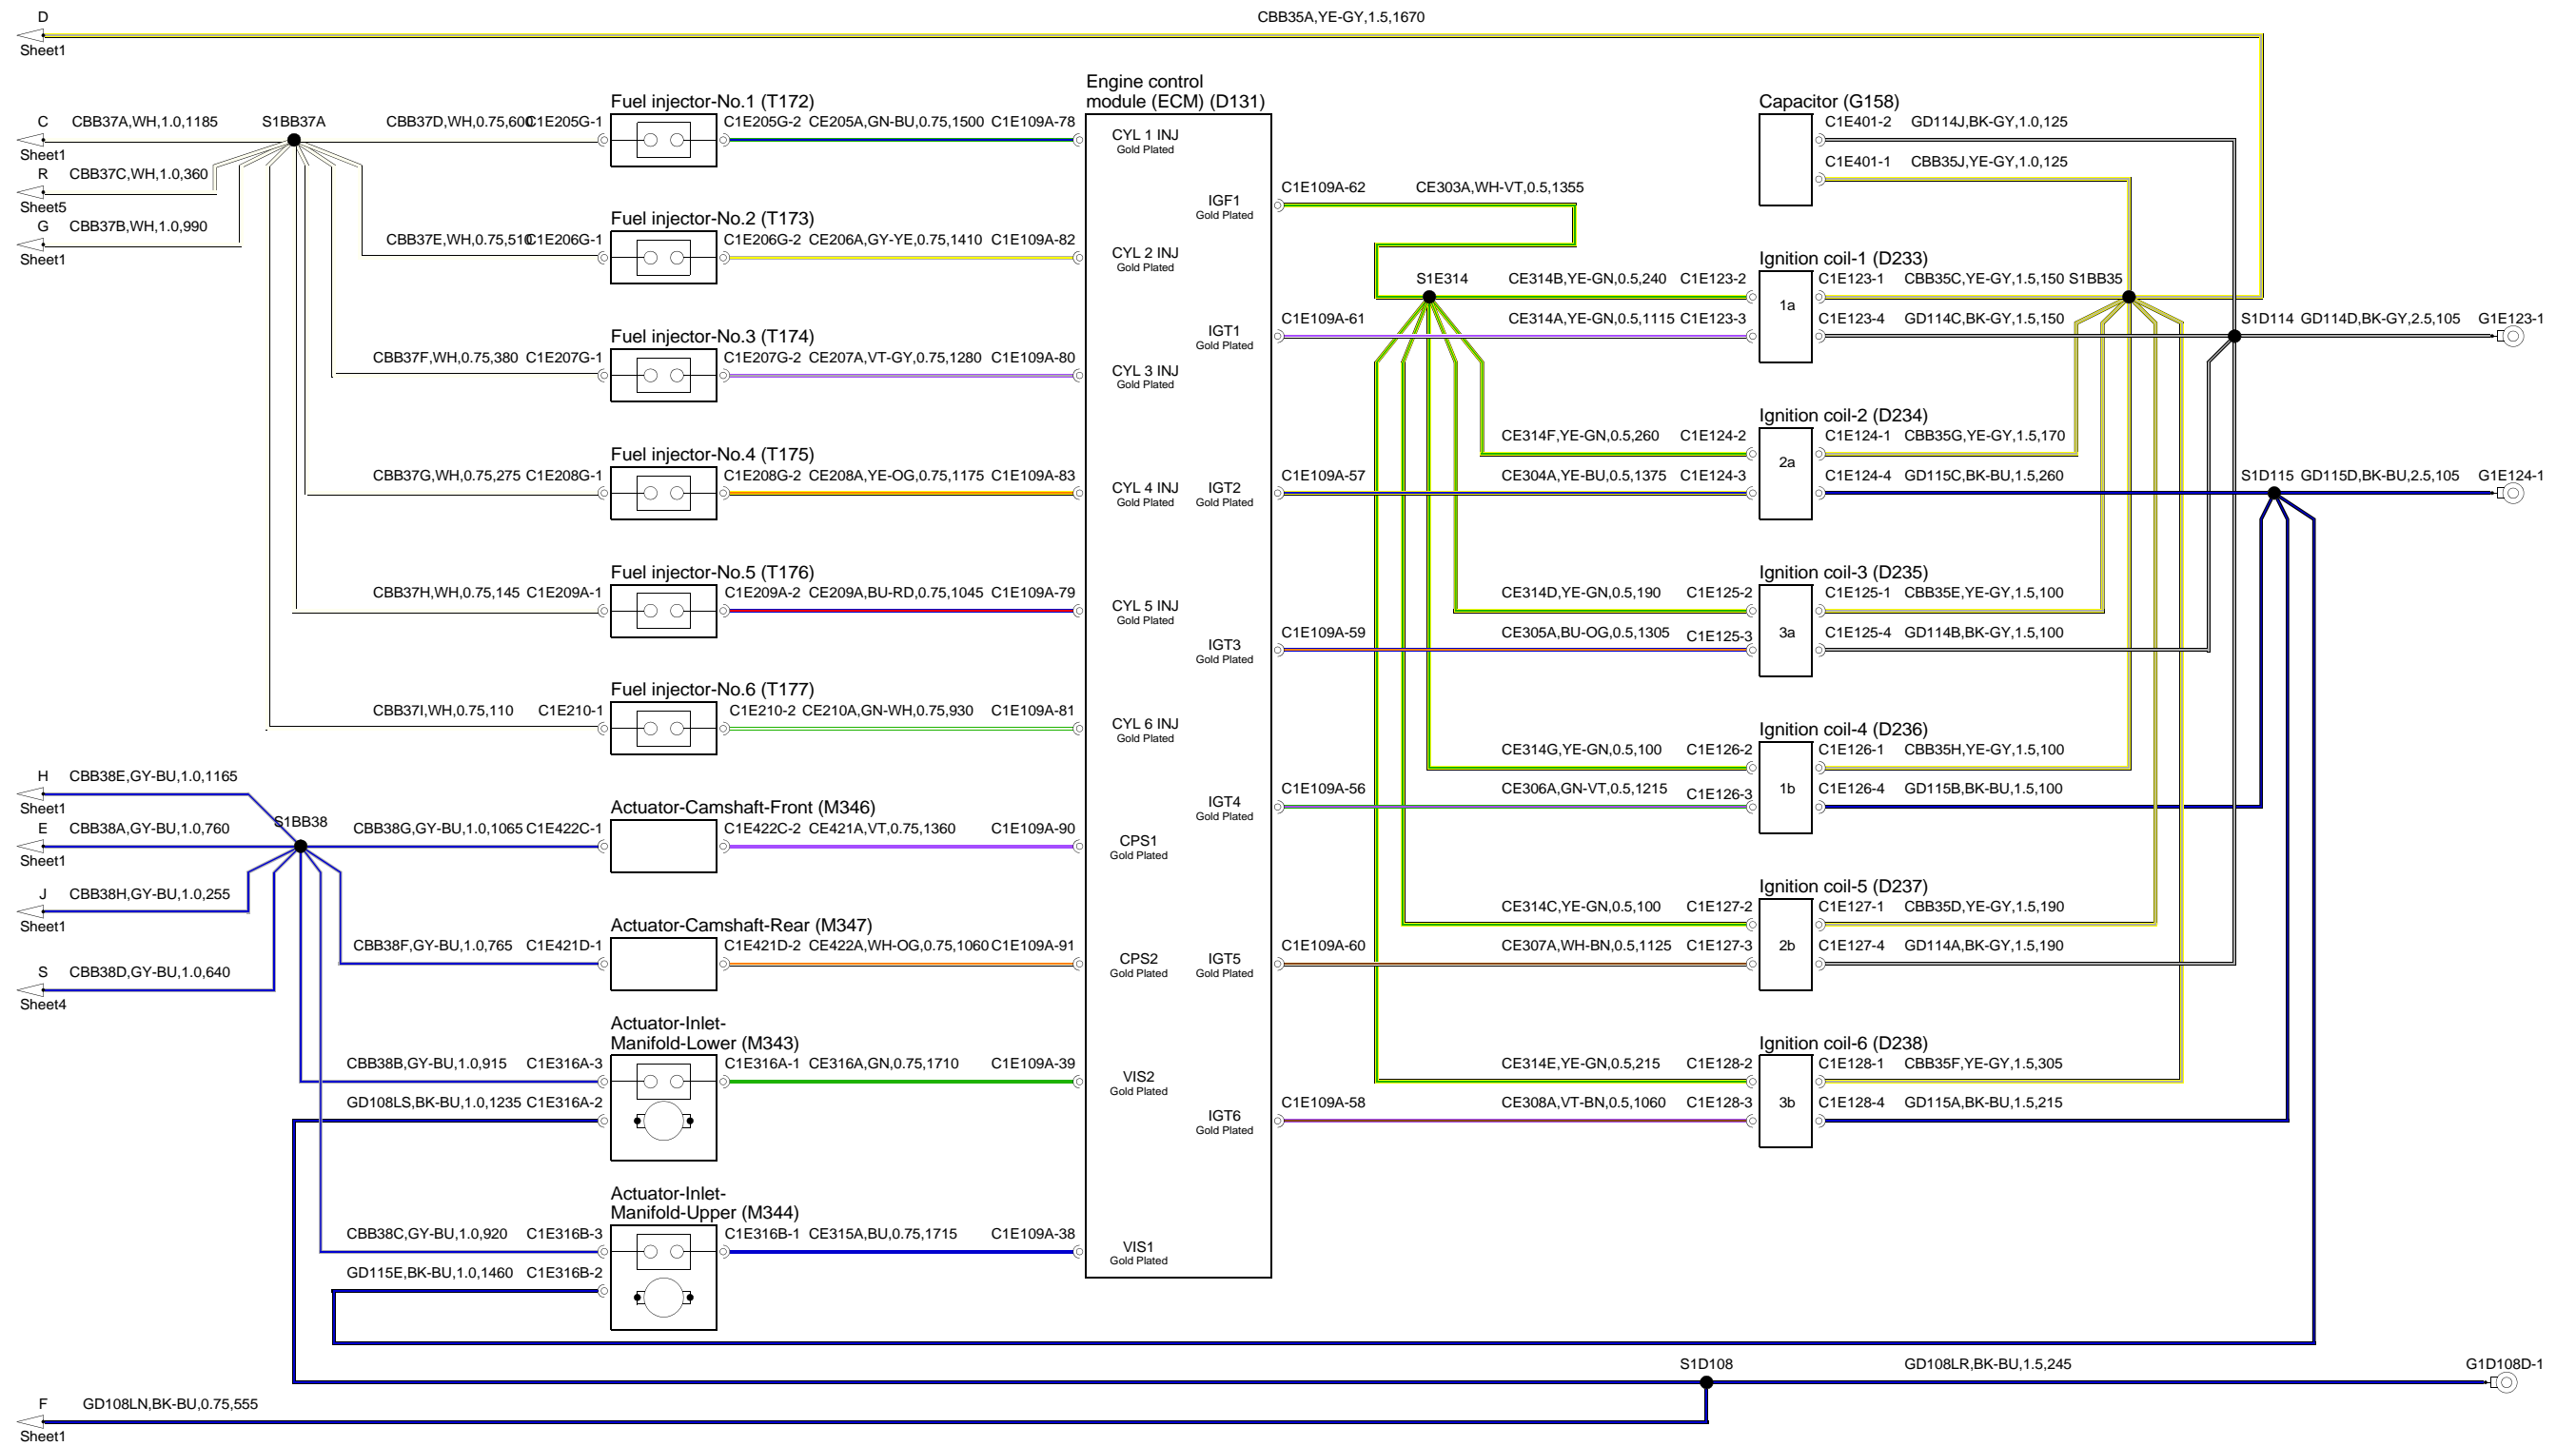 D
CBB35A,YE-GY,1.5,1670
Sheet1
Engine control
module (ECM) (D131)
Fuel injector-No.1 (T172)
Capacitor (G158)
C
CBB37A,WH,1.0,1185
S1BB37A
CBB37D,WH,0.75,600
C1E205G-1
C1E205G-2
CE205A,GN-BU,0.75,1500
C1E109A-78
CYL 1 INJ
Gold Plated
C1E401-2
GD114J,BK-GY,1.0,125
Sheet1
C1E401-1
CBB35J,YE-GY,1.0,125
R
CBB37C,WH,1.0,360
Sheet5
C1E109A-62
CE303A,WH-VT,0.5,1355
IGF1
Gold Plated
G
CBB37B,WH,1.0,990
Sheet1
Fuel injector-No.2 (T173)
CBB37E,WH,0.75,510
C1E206G-1
C1E206G-2
CE206A,GY-YE,0.75,1410
C1E109A-82
CYL 2 INJ
Gold Plated
Ignition coil-1 (D233)
S1E314
CE314B,YE-GN,0.5,240
C1E123-2
C1E123-1
CBB35C,YE-GY,1.5,150
S1BB35
1a
IGT1
Gold Plated
C1E109A-61
CE314A,YE-GN,0.5,1115
C1E123-3
C1E123-4
GD114C,BK-GY,1.5,150
S1D114
GD114D,BK-GY,2.5,105
G1E123-1
Fuel injector-No.3 (T174)
CBB37F,WH,0.75,380
C1E207G-1
C1E207G-2
CE207A,VT-GY,0.75,1280
C1E109A-80
CYL 3 INJ
Gold Plated
Ignition coil-2 (D234)
CE314F,YE-GN,0.5,260
C1E124-2
C1E124-1
CBB35G,YE-GY,1.5,170
2a
Fuel injector-No.4 (T175)
CBB37G,WH,0.75,275
C1E208G-1
C1E208G-2
CE208A,YE-OG,0.75,1175
C1E109A-83
CYL 4 INJ
Gold Plated
IGT2
Gold Plated
C1E109A-57
CE304A,YE-BU,0.5,1375
C1E124-3
C1E124-4
GD115C,BK-BU,1.5,260
S1D115
GD115D,BK-BU,2.5,105
G1E124-1
Fuel injector-No.5 (T176)
CBB37H,WH,0.75,145
C1E209A-1
C1E209A-2
CE209A,BU-RD,0.75,1045
C1E109A-79
CYL 5 INJ
Gold Plated
Ignition coil-3 (D235)
CE314D,YE-GN,0.5,190
C1E125-2
C1E125-1
CBB35E,YE-GY,1.5,100
3a
IGT3
Gold Plated
C1E109A-59
CE305A,BU-OG,0.5,1305
C1E125-3
C1E125-4
GD114B,BK-GY,1.5,100
Fuel injector-No.6 (T177)
CBB37I,WH,0.75,110
C1E210-1
C1E210-2
CE210A,GN-WH,0.75,930
C1E109A-81
CYL 6 INJ
Gold Plated
Ignition coil-4 (D236)
CE314G,YE-GN,0.5,100
C1E126-2
C1E126-1
CBB35H,YE-GY,1.5,100
1b
IGT4
Gold Plated
C1E109A-56
CE306A,GN-VT,0.5,1215
C1E126-3
C1E126-4
GD115B,BK-BU,1.5,100
H
CBB38E,GY-BU,1.0,1165
Sheet1
Actuator-Camshaft-Front (M346)
E
CBB38A,GY-BU,1.0,760
S1BB38
CBB38G,GY-BU,1.0,1065
C1E422C-1
C1E422C-2
CE421A,VT,0.75,1360
C1E109A-90
CPS1
Gold Plated
Sheet1
J
CBB38H,GY-BU,1.0,255
Sheet1
Ignition coil-5 (D237)
CE314C,YE-GN,0.5,100
C1E127-2
C1E127-1
CBB35D,YE-GY,1.5,190
2b
Actuator-Camshaft-Rear (M347)
CBB38F,GY-BU,1.0,765
C1E421D-1
C1E421D-2
CE422A,WH-OG,0.75,1060
C1E109A-91
CPS2
Gold Plated
IGT5
Gold Plated
C1E109A-60
CE307A,WH-BN,0.5,1125
C1E127-3
C1E127-4
GD114A,BK-GY,1.5,190
S
CBB38D,GY-BU,1.0,640
Sheet4
Actuator-Inlet-
Manifold-Lower (M343)
CBB38B,GY-BU,1.0,915
C1E316A-3
C1E316A-1
CE316A,GN,0.75,1710
C1E109A-39
VIS2
Gold Plated
GD108LS,BK-BU,1.0,1235
C1E316A-2
Ignition coil-6 (D238)
CE314E,YE-GN,0.5,215
C1E128-2
C1E128-1
CBB35F,YE-GY,1.5,305
3b
IGT6
Gold Plated
C1E109A-58
CE308A,VT-BN,0.5,1060
C1E128-3
C1E128-4
GD115A,BK-BU,1.5,215
Actuator-Inlet-
Manifold-Upper (M344)
CBB38C,GY-BU,1.0,920
C1E316B-3
C1E316B-1
CE315A,BU,0.75,1715
C1E109A-38
VIS1
Gold Plated
GD115E,BK-BU,1.0,1460
C1E316B-2
S1D108
GD108LR,BK-BU,1.5,245
G1D108D-1
F
GD108LN,BK-BU,0.75,555
Sheet1